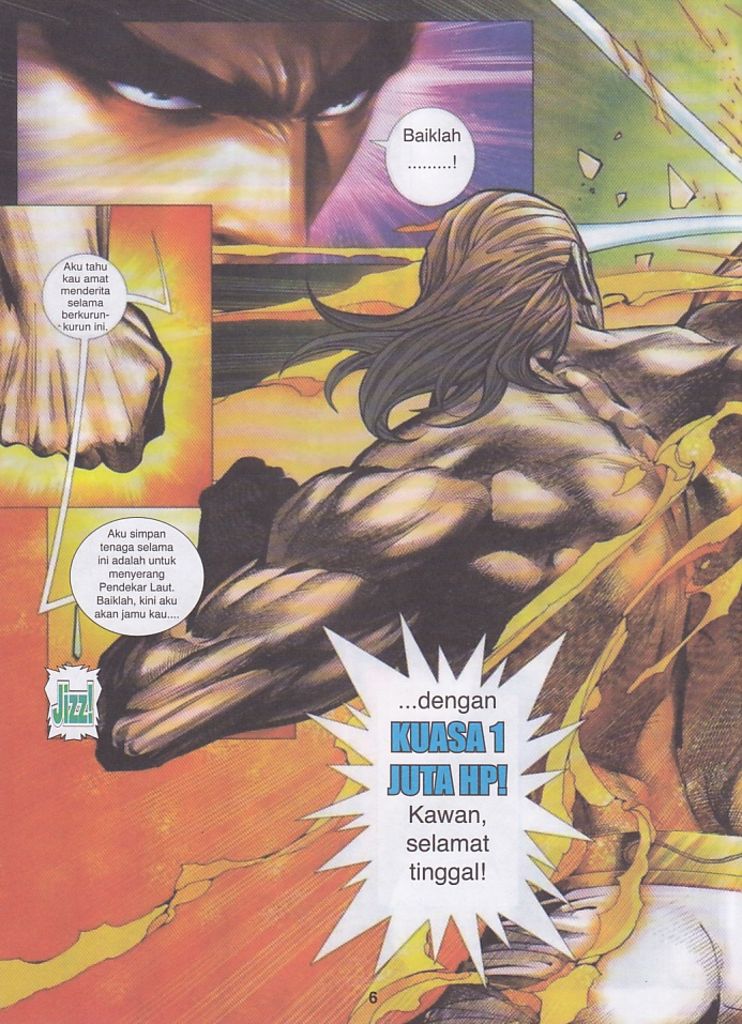 Baiklah
.........!
Aku tahu
kau amat
menderita
selama
berkurun-
kurun ini.
Aku simpan
tenaga selama
ini adalah untuk
menyerang
Pendekar Laut.
Baiklah, kini aku
akan jamu kau....
Jizz!
...dengan
KUASA 1
JUTA HP!
Kawan,
selamat
tinggal!
6